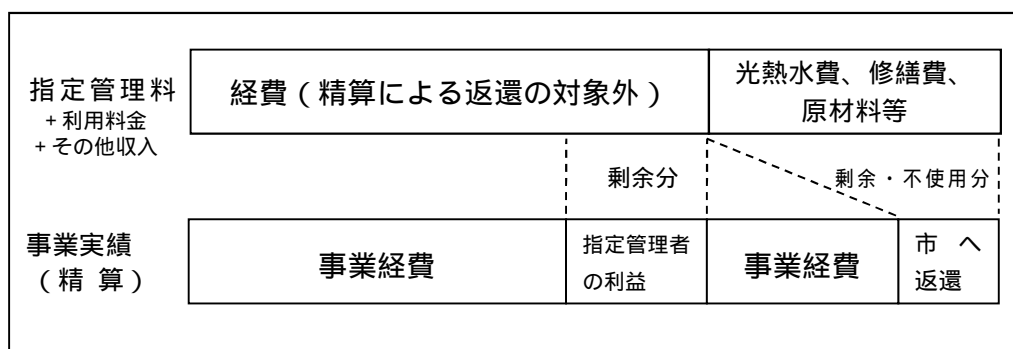 指定管理料
+利用料金
+その他収入
経費(精算による返還の対象外)
光熱水費、修繕費、
原材料等
剰余分
剰余・不使用分
事業実績
(精 算)
事業経費
指定管理者
の利益
事業経費
市 へ
返還